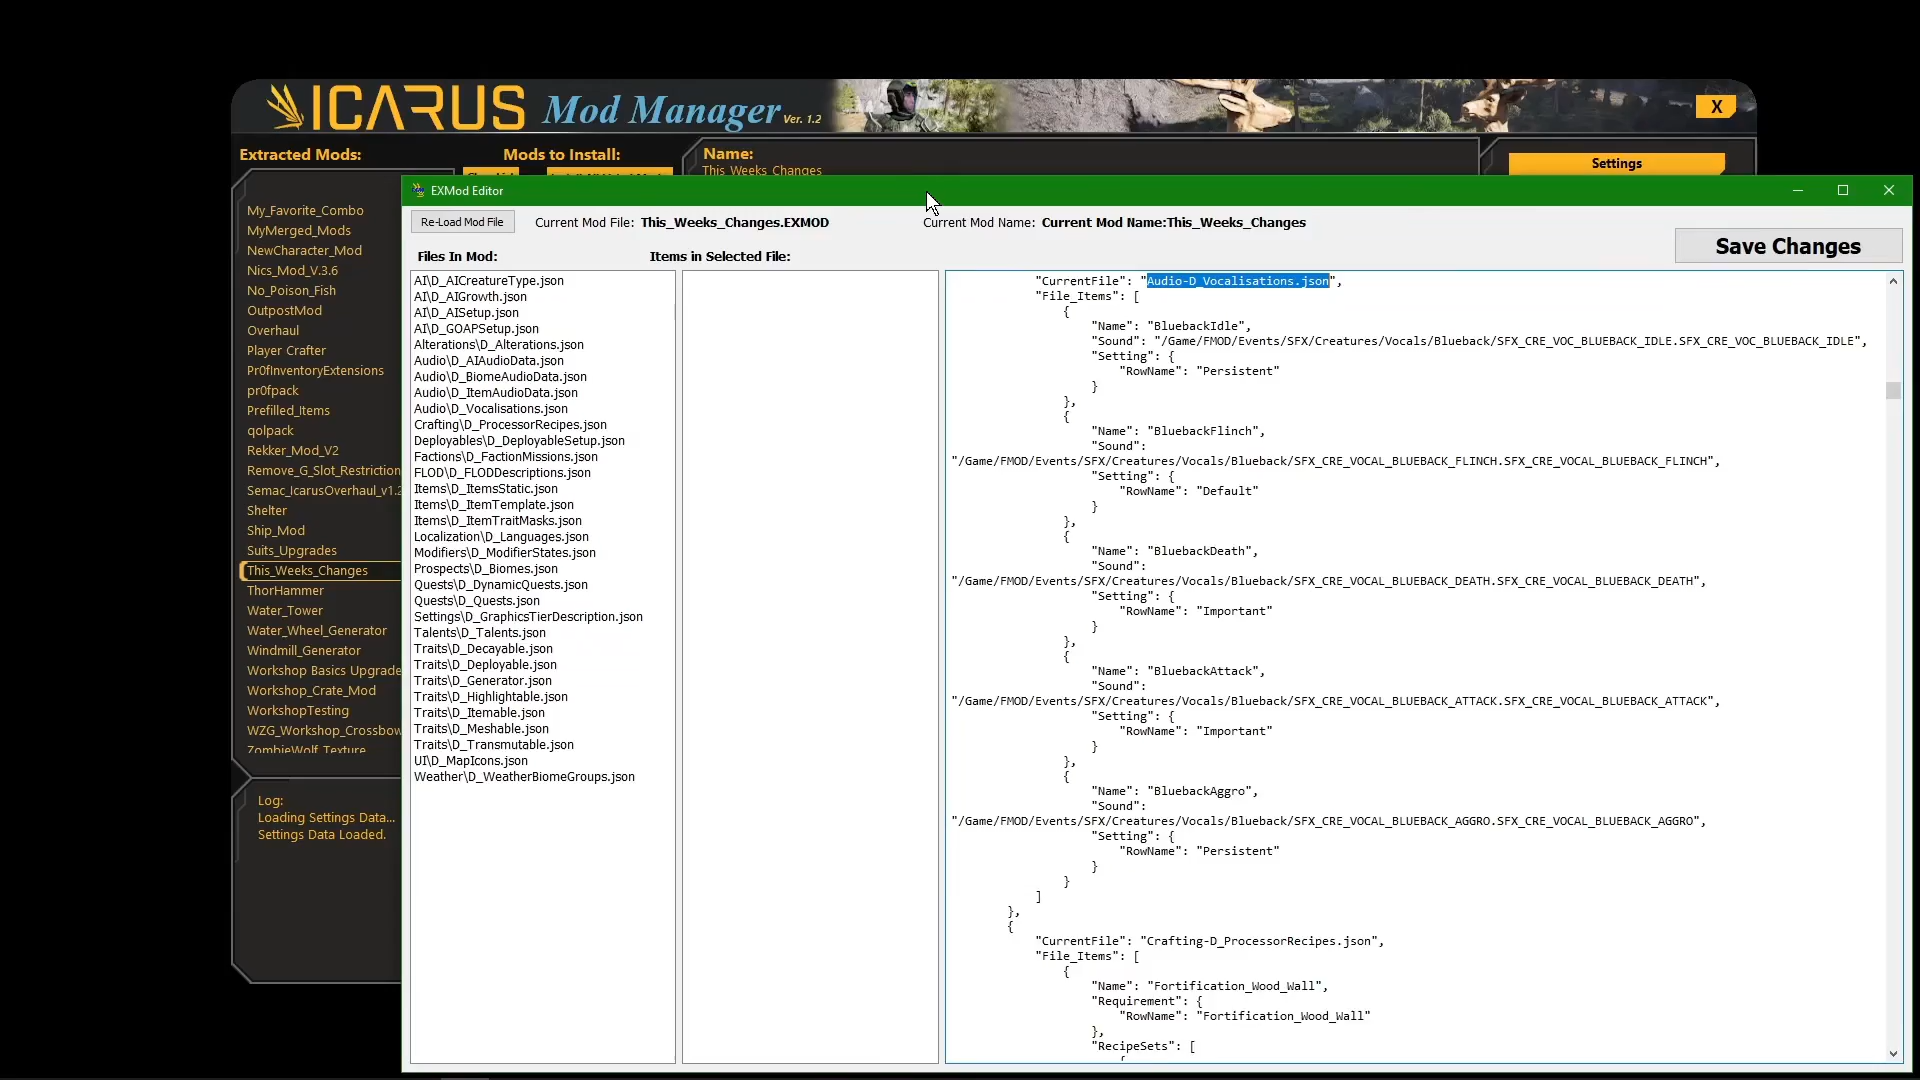 ICARUS Mod Manager Ver. 1.2
X
Extracted Mods:
Mods to Install:
Name:
This_Weeks_Changes
Settings
My_Favorite_Combo
MyMerged_Mods
NewCharacter_Mod
Nics_Mod_V.3.6
No_Poison_Fish
OutpostMod
Overhaul
Player Crafter
Pr0fInventoryExtensions
pr0fpack
Prefilled_Items
qolpack
Rekker_Mod_V2
Remove_G_Slot_Restriction
Semac_IcarusOverhaul_v1.2
Shelter
Ship_Mod
Suits_Upgrades
This_Weeks_Changes
ThorHammer
Water_Tower
Water_Wheel_Generator
Windmill_Generator
Workshop Basics Upgrade
Workshop_Crate_Mod
WorkshopTesting
WZG_Workshop_Crossbow
ZombieWolf_Texture
Log:
Loading Settings Data...
Settings Data Loaded.
EXMod Editor
Re-Load Mod File
Current Mod File: This_Weeks_Changes.EXMOD
Current Mod Name: Current Mod Name:This_Weeks_Changes
Save Changes
Files In Mod:
Items in Selected File:
AI\D_AICreatureType.json
AI\D_AIGrowth.json
AI\D_AISetup.json
AI\D_GOAPSetup.json
Alterations\D_Alterations.json
Audio\D_AIAudioData.json
Audio\D_BiomeAudioData.json
Audio\D_ItemAudioData.json
Audio\D_Vocalisations.json
Crafting\D_ProcessorRecipes.json
Deployables\D_DeployableSetup.json
Factions\D_FactionMissions.json
FLOD\D_FLODDescriptions.json
Items\D_ItemsStatic.json
Items\D_ItemTemplate.json
Items\D_ItemTraitMasks.json
Localization\D_Languages.json
Modifiers\D_ModifierStates.json
Prospects\D_Biomes.json
Quests\D_DynamicQuests.json
Quests\D_Quests.json
Settings\D_GraphicsTierDescription.json
Talents\D_Talents.json
Traits\D_Decayable.json
Traits\D_Deployable.json
Traits\D_Generator.json
Traits\D_Highlightable.json
Traits\D_Itemable.json
Traits\D_Meshable.json
Traits\D_Transmutable.json
UI\D_MapIcons.json
Weather\D_WeatherBiomeGroups.json
"CurrentFile": "Audio-D_Vocalisations.json",
"File_Items": [
{
"Name": "BluebackIdle",
"Sound": "/Game/FMOD/Events/SFX/Creatures/Vocals/Blueback/SFX_CRE_VOC_BLUEBACK_IDLE.SFX_CRE_VOC_BLUEBACK_IDLE",
"Setting": {
"RowName": "Persistent"
}
},
{
"Name": "BluebackFlinch",
"Sound":
"/Game/FMOD/Events/SFX/Creatures/Vocals/Blueback/SFX_CRE_VOCAL_BLUEBACK_FLINCH.SFX_CRE_VOCAL_BLUEBACK_FLINCH",
"Setting": {
"RowName": "Default"
}
},
{
"Name": "BluebackDeath",
"Sound":
"/Game/FMOD/Events/SFX/Creatures/Vocals/Blueback/SFX_CRE_VOCAL_BLUEBACK_DEATH.SFX_CRE_VOCAL_BLUEBACK_DEATH",
"Setting": {
"RowName": "Important"
}
},
{
"Name": "BluebackAttack",
"Sound":
"/Game/FMOD/Events/SFX/Creatures/Vocals/Blueback/SFX_CRE_VOCAL_BLUEBACK_ATTACK.SFX_CRE_VOCAL_BLUEBACK_ATTACK",
"Setting": {
"RowName": "Important"
}
},
{
"Name": "BluebackAggro",
"Sound":
"/Game/FMOD/Events/SFX/Creatures/Vocals/Blueback/SFX_CRE_VOCAL_BLUEBACK_AGGRO.SFX_CRE_VOCAL_BLUEBACK_AGGRO",
"Setting": {
"RowName": "Persistent"
}
}
]
},
{
"CurrentFile": "Crafting-D_ProcessorRecipes.json",
"File_Items": [
{
"Name": "Fortification_Wood_Wall",
"Requirement": {
"RowName": "Fortification_Wood_Wall"
},
"RecipeSets": [
{